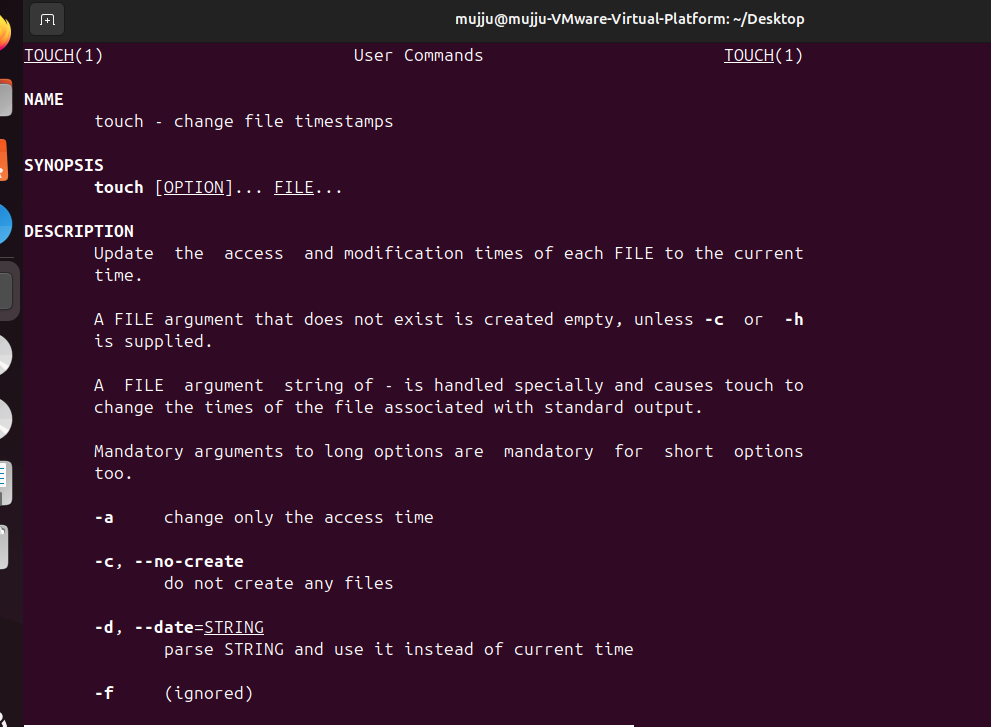 mujju@mujju-VMware-Virtual-Platform: ~/Desktop
TOUCH(1) User Commands TOUCH(1)
NAME
touch - change file timestamps
SYNOPSIS
touch [OPTION]... FILE...
DESCRIPTION
Update the access and modification times of each FILE to the current
time.
A FILE argument that does not exist is created empty, unless -c or -h
is supplied.
A FILE argument string of - is handled specially and causes touch to
change the times of the file associated with standard output.
Mandatory arguments to long options are mandatory for short options
too.
-a change only the access time
-c, --no-create
do not create any files
-d, --date=STRING
parse STRING and use it instead of current time
-f (ignored)